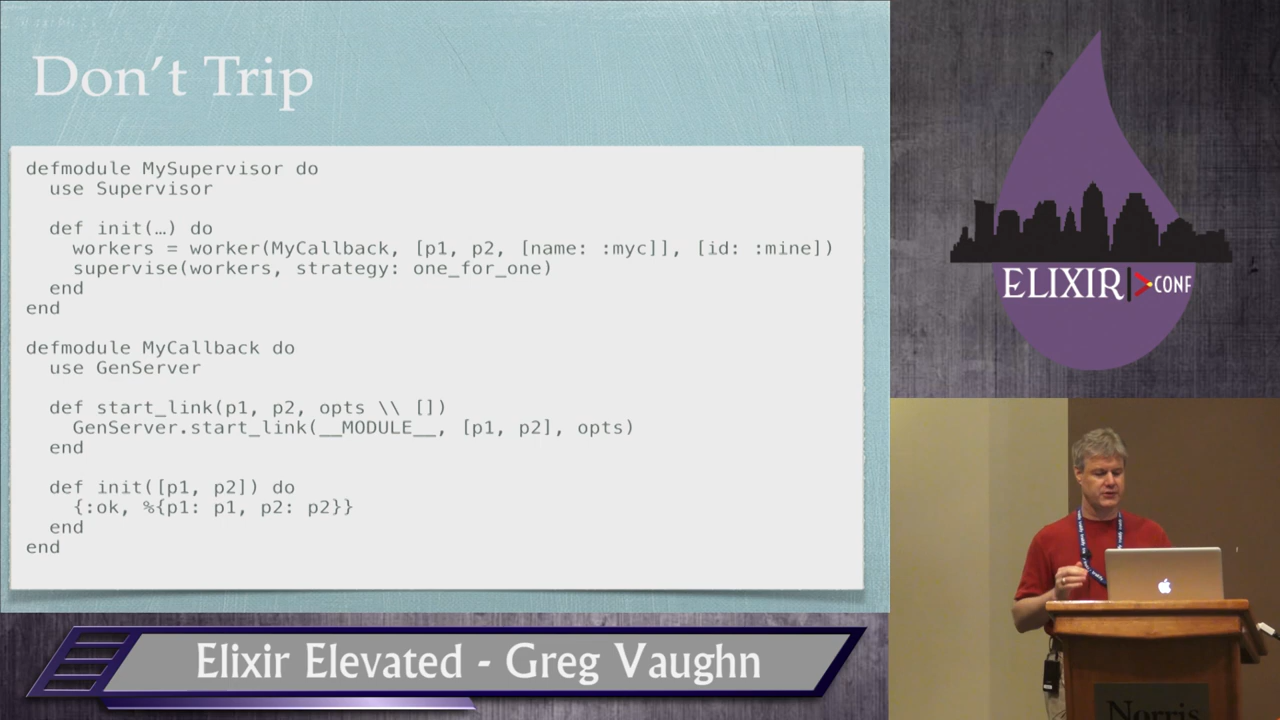 Don't Trip
defmodule MySupervisor do
  use Supervisor
  def init(…) do
    workers = worker(MyCallback, [p1, p2, [name: :myc]], [id: :mine])
    supervise(workers, strategy: one_for_one)
  end
end
defmodule MyCallback do
  use GenServer
  def start_link(p1, p2, opts \\ [])
    GenServer.start_link(__MODULE__, [p1, p2], opts)
  end
  def init([p1, p2]) do
    {:ok, %{p1: p1, p2: p2}}
  end
end
ELIXIR|>CONF
Norris
Elixir Elevated - Greg Vaughn